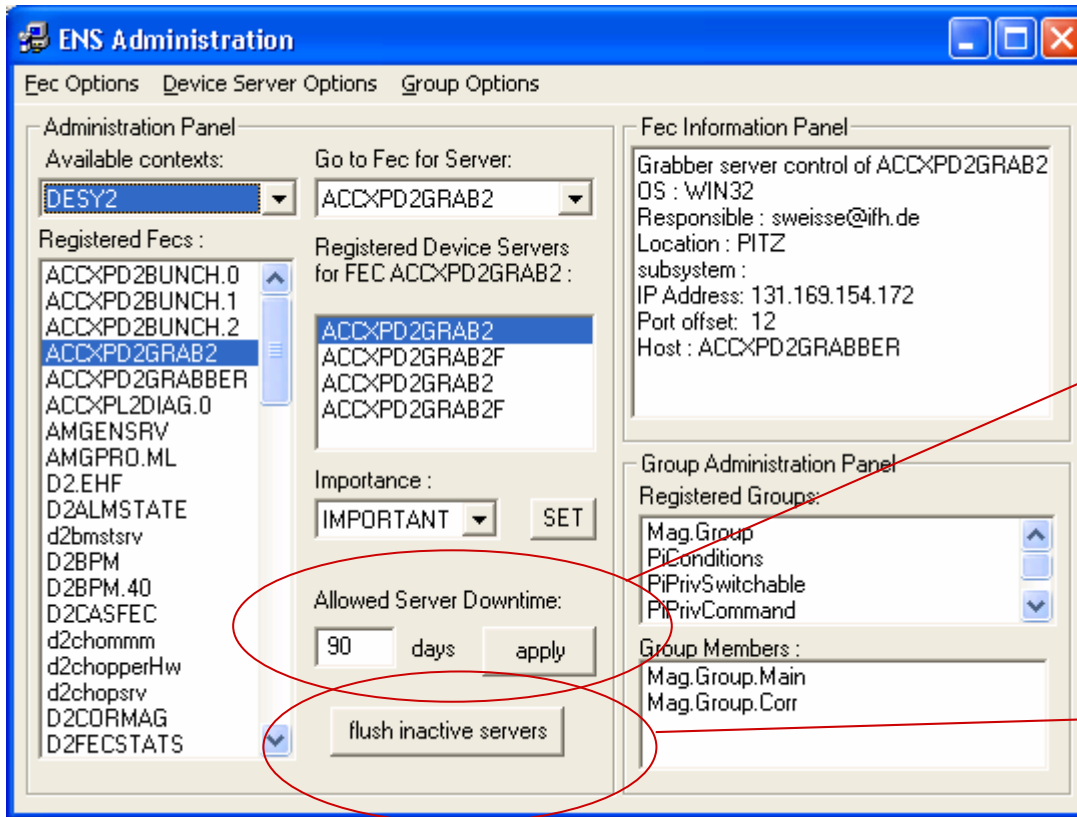 ENS Administration
Fec Options Device Server Options Group Options
Administration Panel
Available contexts:
DESY2
Registered Fecs :
ACCXPD2BUNCH.0
ACCXPD2BUNCH.1
ACCXPD2BUNCH.2
ACCXPD2GRAB2
ACCXPD2GRABBER
ACCXPL2DIAG.0
AMGENSRV
AMGPRO.ML
D2.EHF
D2ALMSTATE
d2bmstsrv
D2BPM
D2BPM.40
D2CASFEC
d2chommm
d2chopperHw
d2chopsrv
D2CORMAG
D2FECSTATS
Go to Fec for Server:
ACCXPD2GRAB2
Registered Device Servers
for FEC ACCXPD2GRAB2 :
ACCXPD2GRAB2
ACCXPD2GRAB2F
ACCXPD2GRAB2
ACCXPD2GRAB2F
Importance :
IMPORTANT SET
Allowed Server Downtime:
90 days apply
flush inactive servers
Fec Information Panel
Grabber server control of ACCXPD2GRAB2
OS : WIN32
Responsible : sweisse@ifh.de
Location : PITZ
subsystem :
IP Address: 131.169.154.172
Port offset: 12
Host : ACCXPD2GRABBER
Group Administration Panel
Registered Groups:
Mag.Group
PiConditions
PiPrivSwitchable
PiPrivCommand
Group Members :
Mag.Group.Main
Mag.Group.Corr